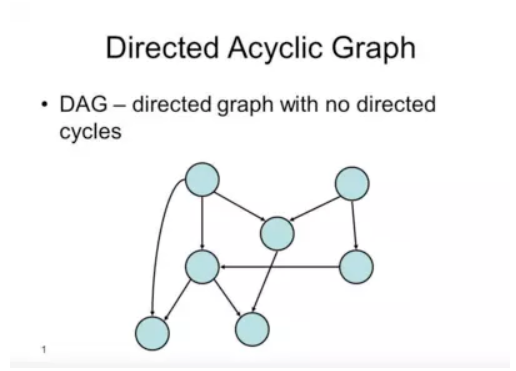 Directed Acyclic Graph
• DAG – directed graph with no directed
cycles
1